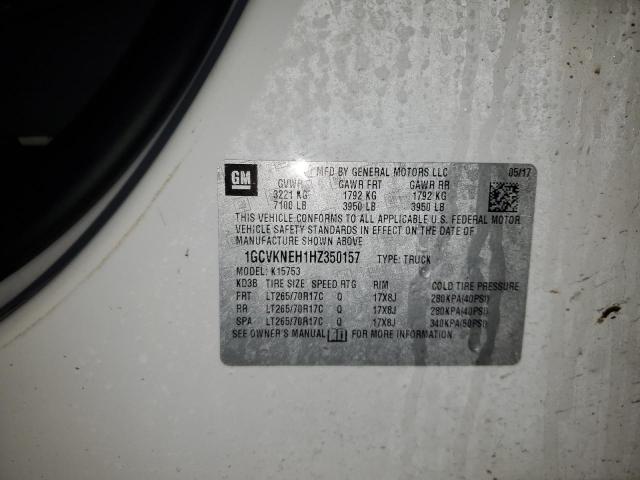 GM MFD BY GENERAL MOTORS LLC 05/17
GVWR GAWR FRT GAWR RR
3221 KG 1792 KG 1792 KG
7100 LB 3950 LB 3950 LB
THIS VEHICLE CONFORMS TO ALL APPLICABLE U.S. FEDERAL MOTOR
VEHICLE SAFETY STANDARDS IN EFFECT ON THE DATE OF
MANUFACTURE SHOWN ABOVE
1GCVKNEH1HZ350157 TYPE: TRUCK
MODEL: K15753
KD3B TIRE SIZE SPEED RTG RIM COLD TIRE PRESSURE
FRT LT265/70R17C Q 17X8J 280KPA(40PSI)
RR LT265/70R17C Q 17X8J 280KPA(40PSI)
SPA LT265/70R17C Q 17X8J 340KPA(50PSI)
SEE OWNER'S MANUAL FOR MORE INFORMATION